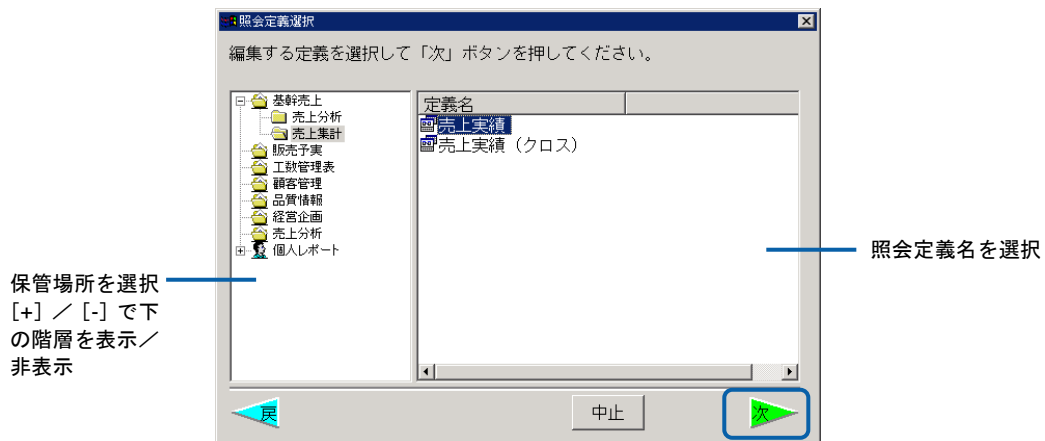 照会定義選択
編集する定義を選択して「次」ボタンを押してください。
基幹売上
売上分析
売上集計
販売予実
工数管理表
顧客管理
品質情報
経営企画
売上分析
個人レポート
定義名
売上実績
売上実績（クロス）
保管場所を選択
［+］／［-］で下
の階層を表示／
非表示
照会定義名を選択
戻
中止
次